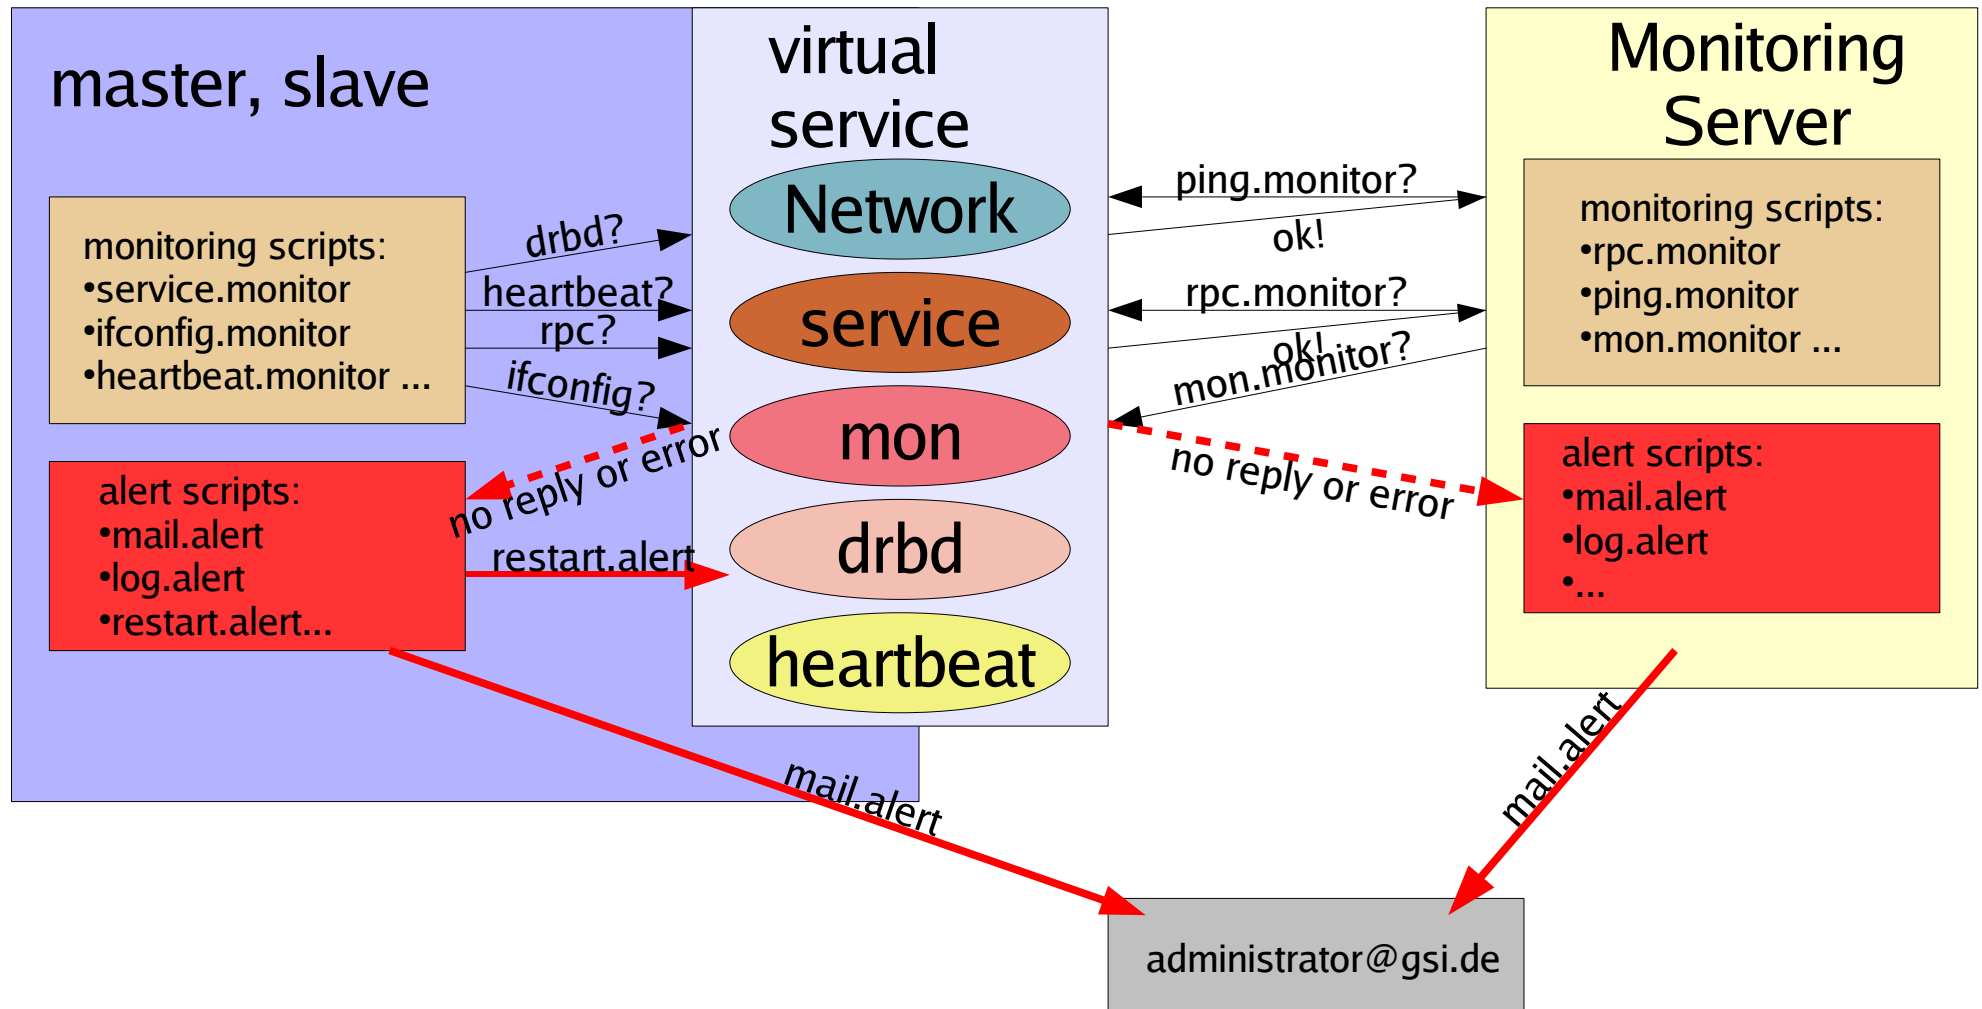 master, slave
monitoring scripts:
•service.monitor
•ifconfig.monitor
•heartbeat.monitor ...
alert scripts:
•mail.alert
•log.alert
•restart.alert...
drbd?
heartbeat?
rpc?
ifconfig?
no reply or error
restart.alert
virtual
service
Network
service
mon
drbd
heartbeat
ping.monitor?
ok!
rpc.monitor?
ok!
mon.monitor?
no reply or error
Monitoring
Server
monitoring scripts:
•rpc.monitor
•ping.monitor
•mon.monitor ...
alert scripts:
•mail.alert
•log.alert
•...
mail.alert
mail.alert
administrator@gsi.de